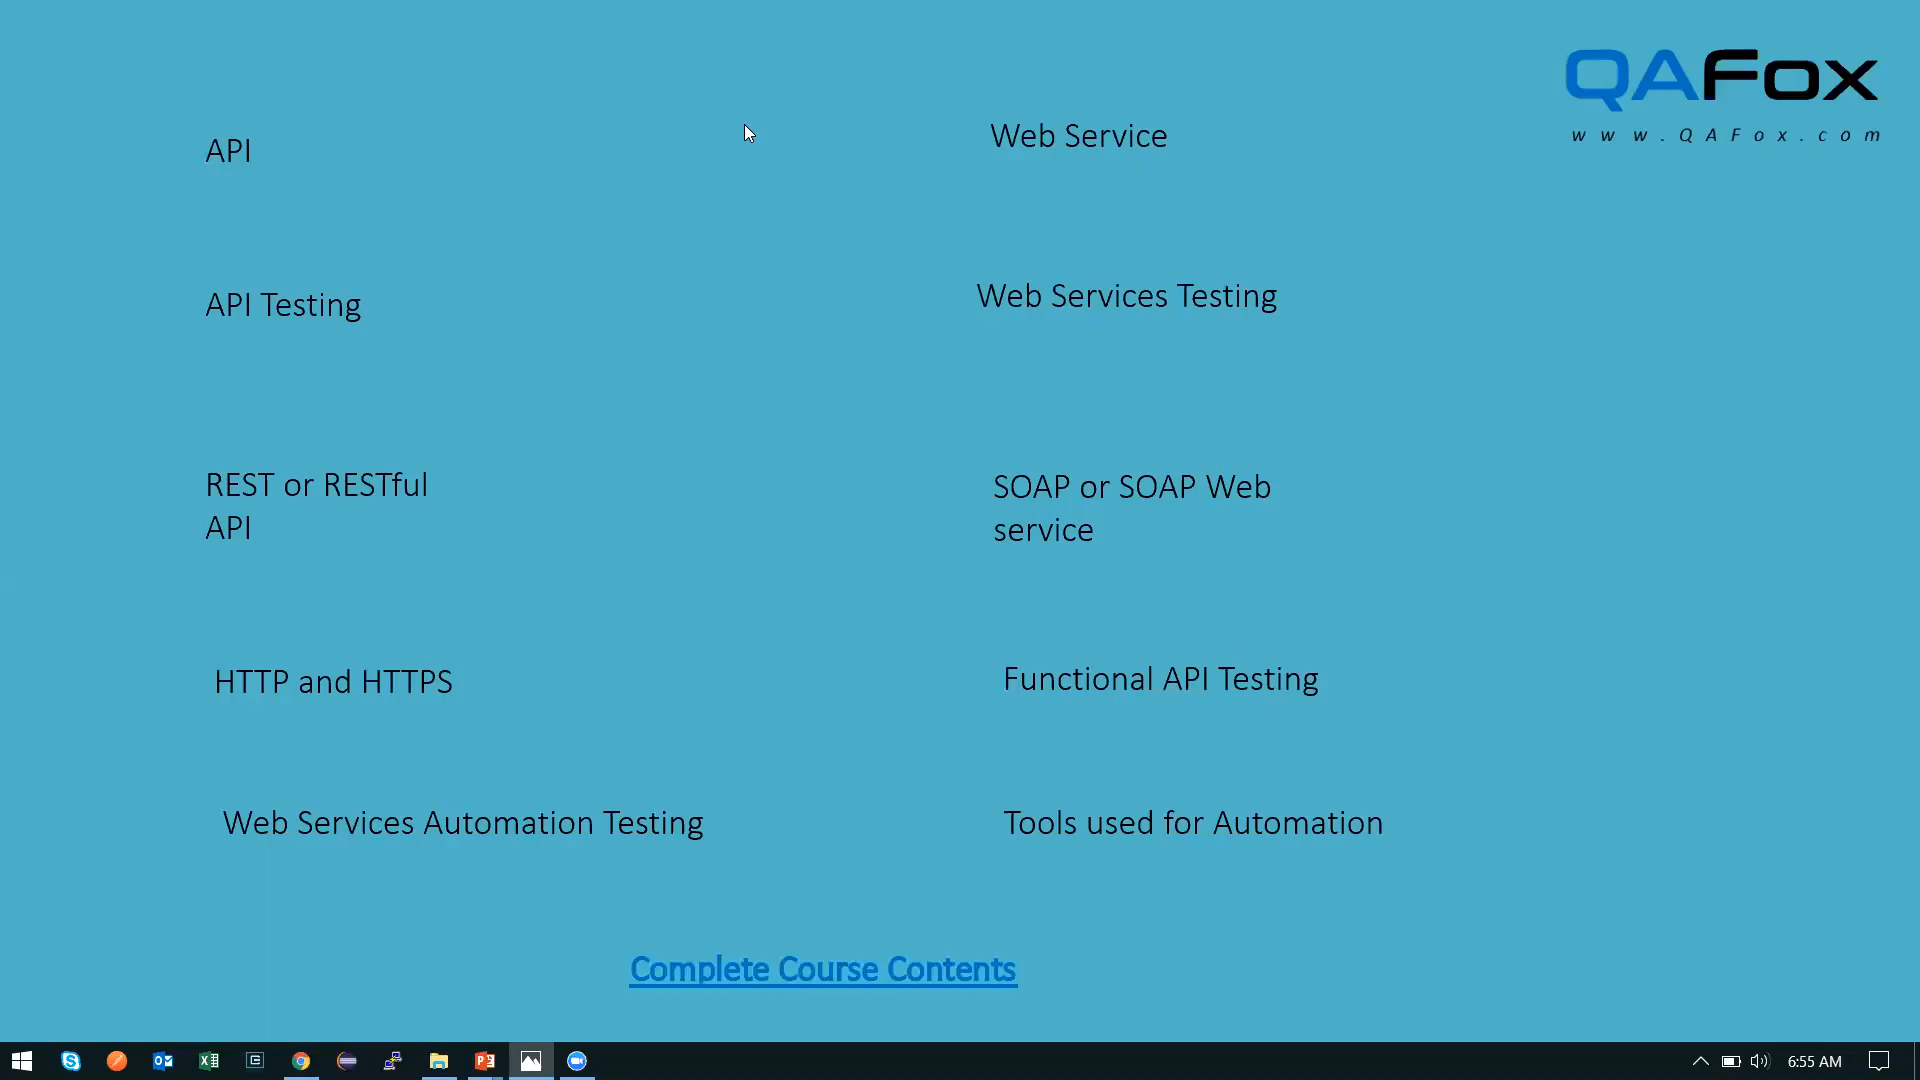 QAFox
www.QAFox.com
API
Web Service
API Testing
Web Services Testing
REST or RESTful
API
SOAP or SOAP Web
service
HTTP and HTTPS
Functional API Testing
Web Services Automation Testing
Tools used for Automation
Complete Course Contents
6:55 AM